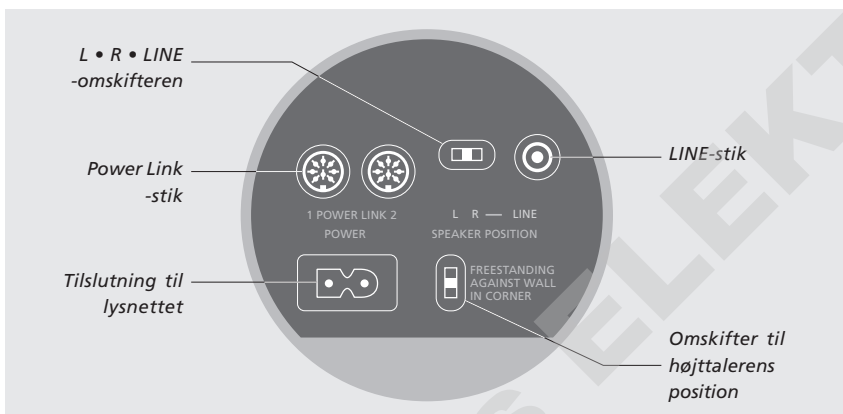 L • R • LINE
-omskifteren
Power Link
-stik
Tilslutning til
lysnettet
1 POWER LINK 2
POWER
L R — LINE
SPEAKER POSITION
FREESTANDING
AGAINST WALL
IN CORNER
LINE-stik
Omskifter til
højttalerens
position
S ELEKT